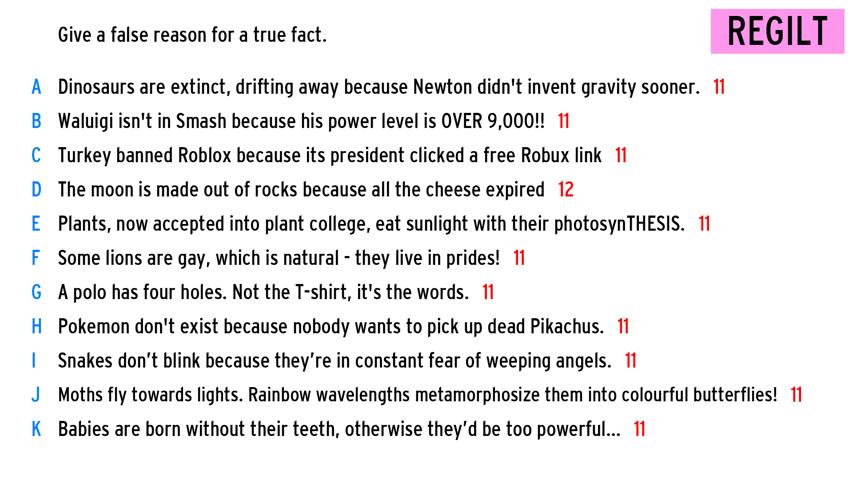 Give a false reason for a true fact.
REGILT
A Dinosaurs are extinct, drifting away because Newton didn't invent gravity sooner. 11
B Waluigi isn't in Smash because his power level is OVER 9,000!! 11
C Turkey banned Roblox because its president clicked a free Robux link 11
D The moon is made out of rocks because all the cheese expired 12
E Plants, now accepted into plant college, eat sunlight with their photosynTHESIS. 11
F Some lions are gay, which is natural - they live in prides! 11
G A polo has four holes. Not the T-shirt, it's the words. 11
H Pokemon don't exist because nobody wants to pick up dead Pikachus. 11
I Snakes don’t blink because they’re in constant fear of weeping angels. 11
J Moths fly towards lights. Rainbow wavelengths metamorphosize them into colourful butterflies! 11
K Babies are born without their teeth, otherwise they’d be too powerful... 11